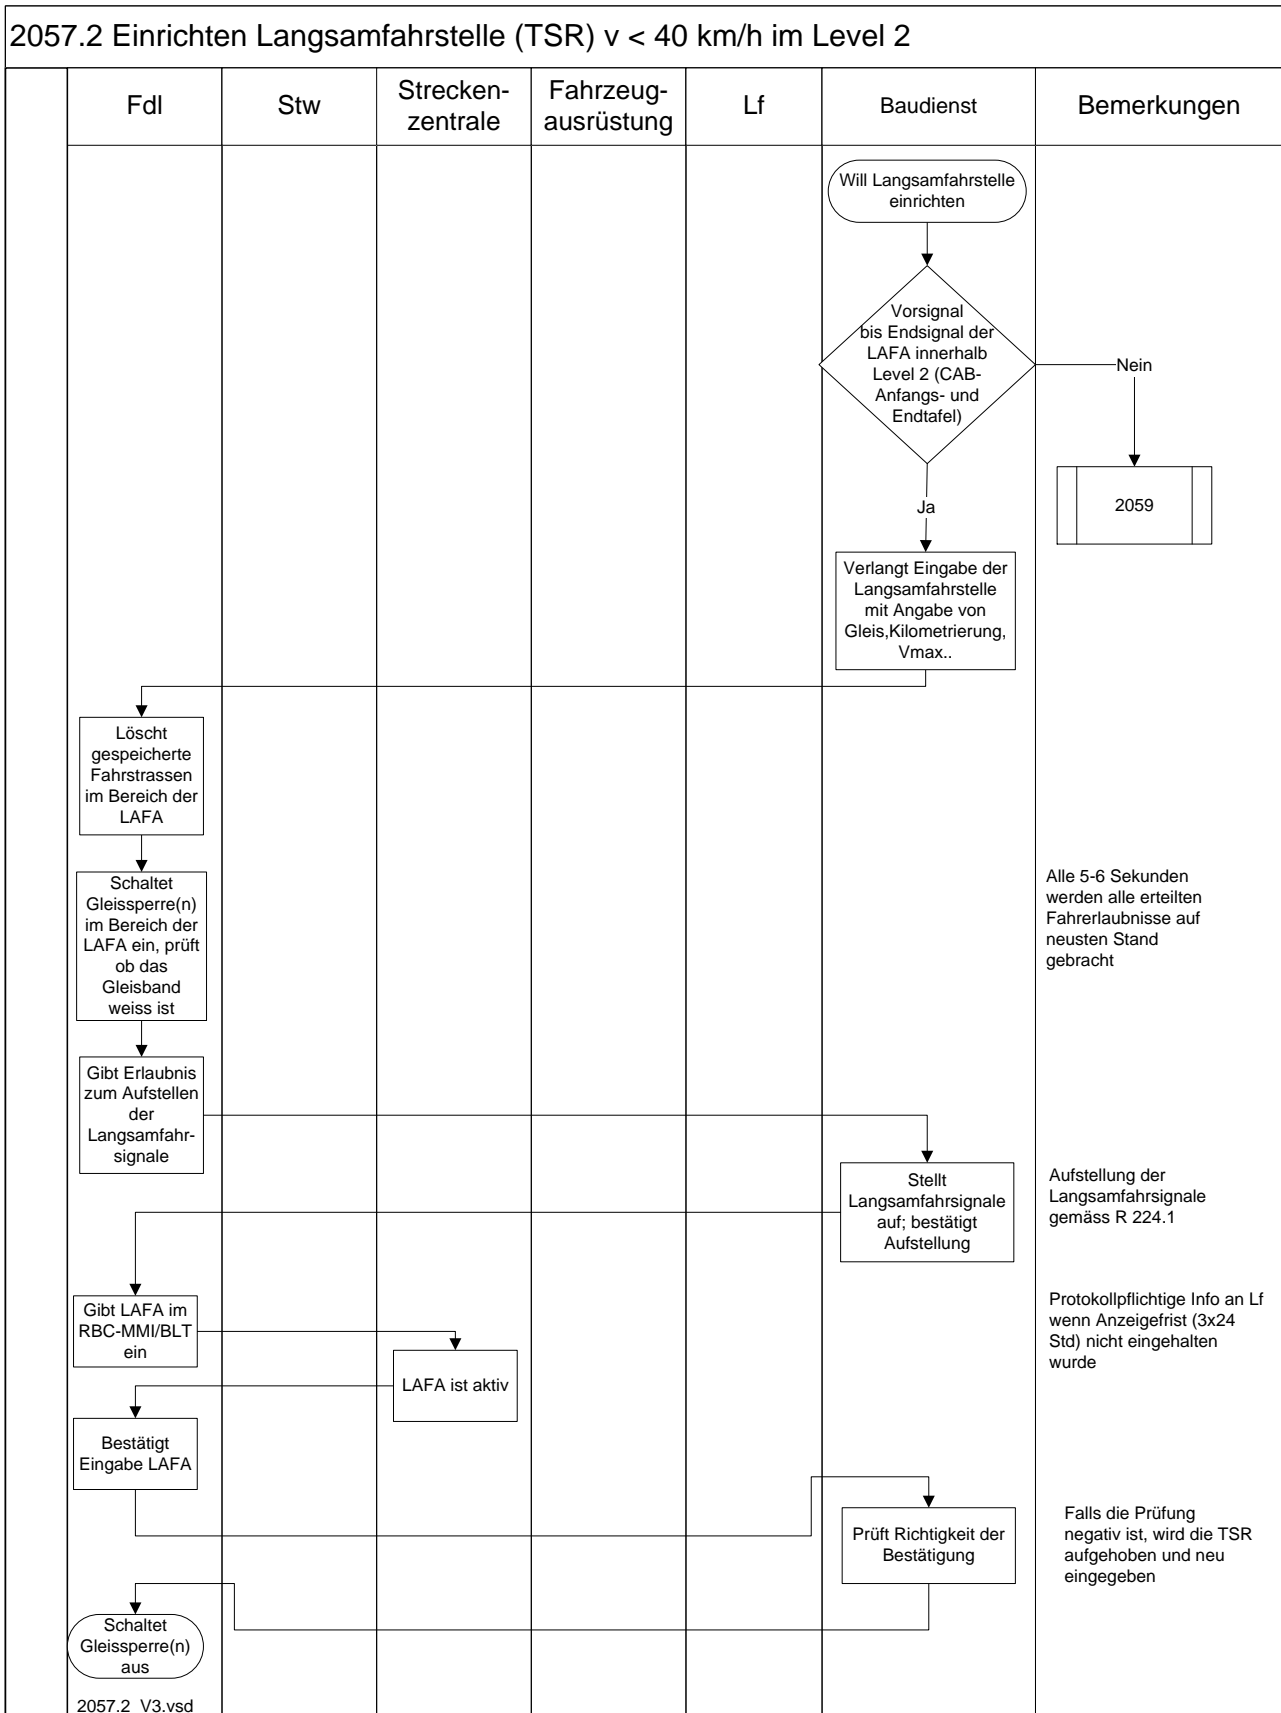 2057.2 Einrichten Langsamfahrstelle (TSR) v < 40 km/h im Level 2
Fdl
Stw
Strecken-
zentrale
Fahrzeug-
ausrüstung
Lf
Baudienst
Bemerkungen
Will Langsamfahrstelle
einrichten
Vorsignal
bis Endsignal der
LAFA innerhalb
Level 2 (CAB-
Anfangs- und
Endtafel)
Nein
2059
Ja
Verlangt Eingabe der
Langsamfahrstelle
mit Angabe von
Gleis,Kilometrierung,
Vmax..
Löscht
gespeicherte
Fahrstrassen
im Bereich der
LAFA
Schaltet
Gleissperre(n)
im Bereich der
LAFA ein, prüft
ob das
Gleisband
weiss ist
Alle 5-6 Sekunden
werden alle erteilten
Fahrerlaubnisse auf
neusten Stand
gebracht
Gibt Erlaubnis
zum Aufstellen
der
Langsamfahr-
signale
Stellt
Langsamfahrsignale
auf; bestätigt
Aufstellung
Aufstellung der
Langsamfahrsignale
gemäss R 224.1
Gibt LAFA im
RBC-MMI/BLT
ein
Protokollpflichtige Info an Lf
wenn Anzeigefrist (3x24
Std) nicht eingehalten
wurde
LAFA ist aktiv
Bestätigt
Eingabe LAFA
Prüft Richtigkeit der
Bestätigung
Falls die Prüfung
negativ ist, wird die TSR
aufgehoben und neu
eingegeben
Schaltet
Gleissperre(n)
aus
2057.2_V3.vsd